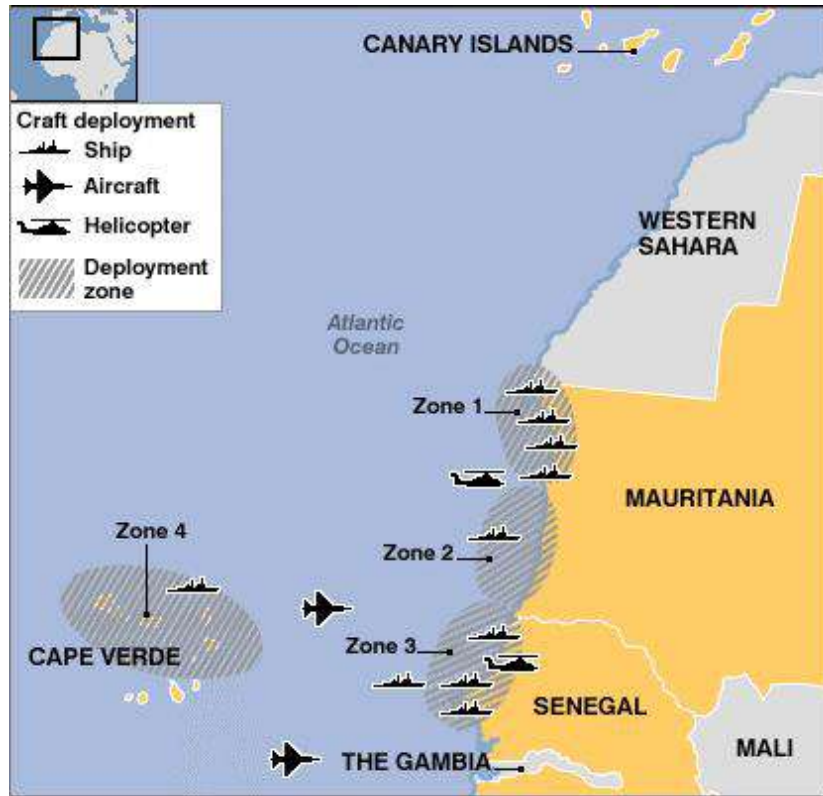 CANARY ISLANDS
Craft deployment
Ship
Aircraft
Helicopter
Deployment
zone
WESTERN
SAHARA
Atlantic
Ocean
Zone 1
MAURITANIA
Zone 4
Zone 2
Zone 3
CAPE VERDE
SENEGAL
MALI
THE GAMBIA